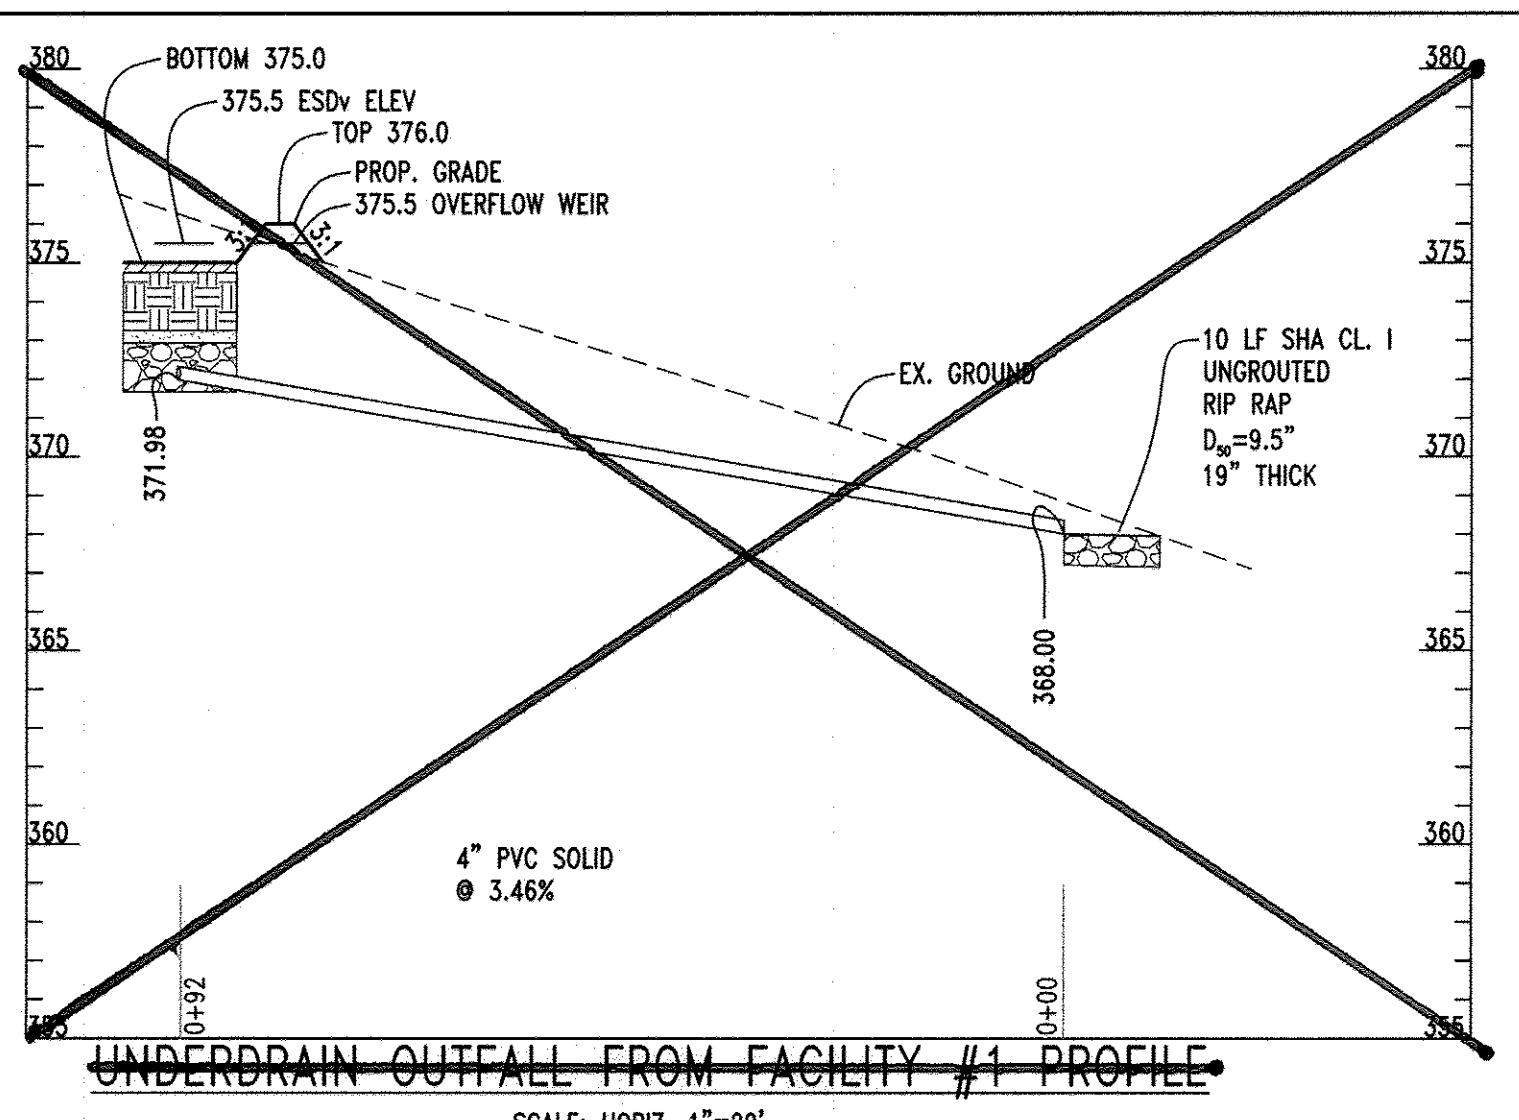 380
380
BOTTOM 375.0
375.5 ESDv ELEV
TOP 376.0
PROP. GRADE
375.5 OVERFLOW WEIR
3:1
375
375
10 LF SHA CL. I
UNGROUTED
RIP RAP
D50=9.5"
19" THICK
EX. GROUND
371.98
370
370
368.00
365
365
360
360
4" PVC SOLID
@ 3.46%
0+92
0+00
355
355
UNDERDRAIN OUTFALL FROM FACILITY #1 PROFILE